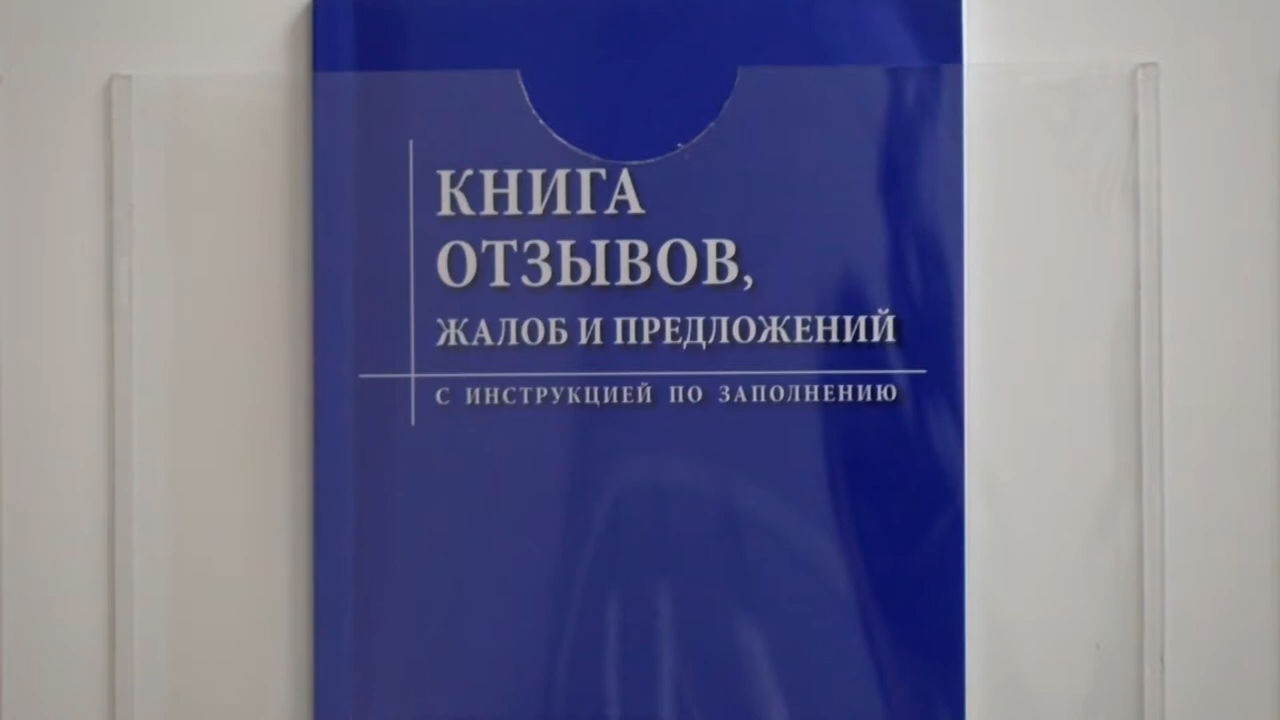 КНИГА
ОТЗЫВОВ,
ЖАЛОБ И ПРЕДЛОЖЕНИЙ
С ИНСТРУКЦИЕЙ ПО ЗАПОЛНЕНИЮ